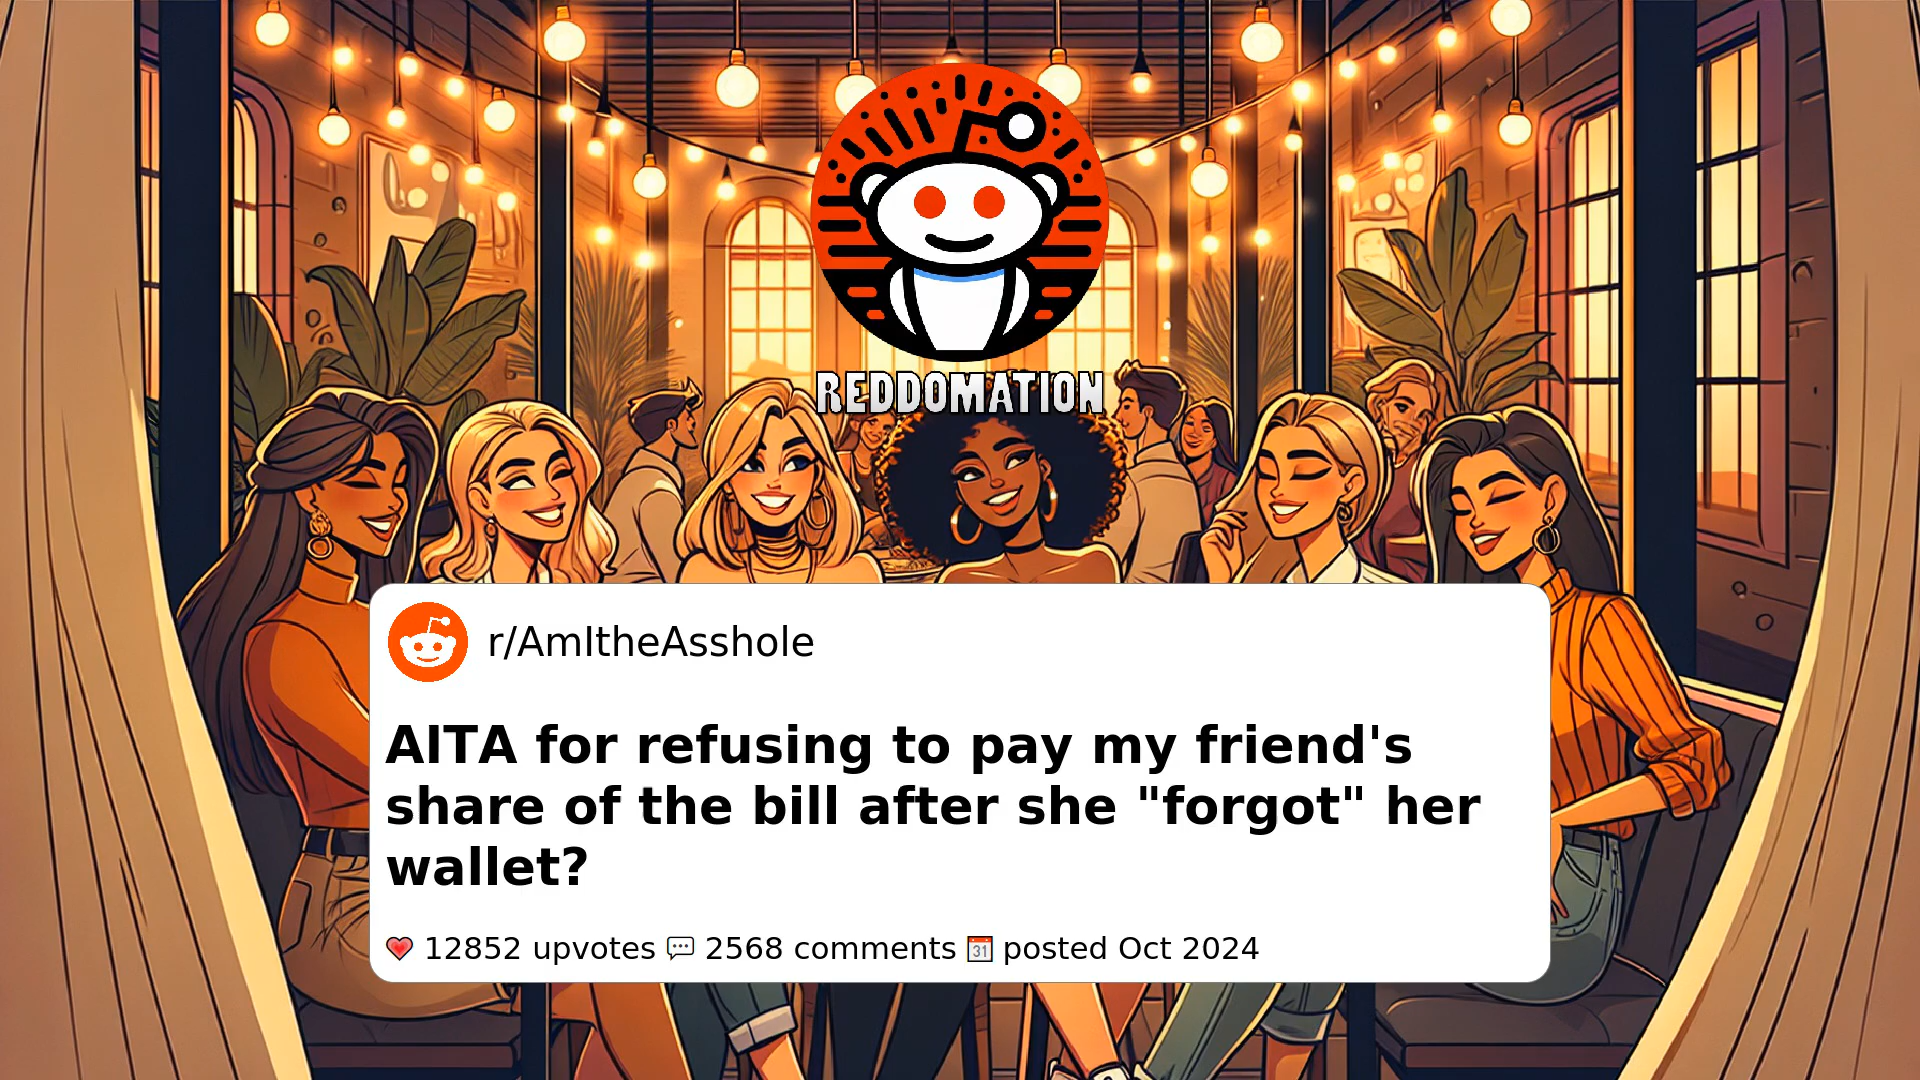 REDDOMATION
r/AmItheAsshole
AITA for refusing to pay my friend's
share of the bill after she "forgot" her
wallet?
12852 upvotes 2568 comments 31 posted Oct 2024